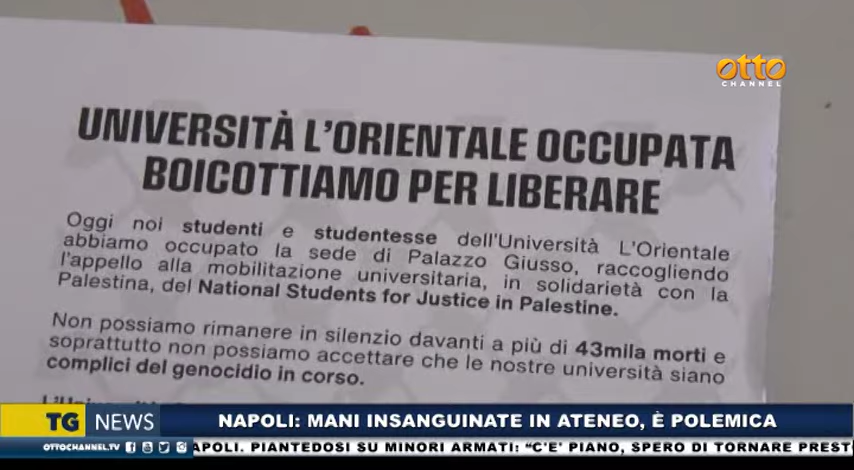 otto
CHANNEL
UNIVERSITÀ L'ORIENTALE OCCUPATA
BOICOTTIAMO PER LIBERARE
Oggi noi studenti e studentesse dell'Università L'Orientale
abbiamo occupato la sede di Palazzo Giusso, raccogliendo
l'appello alla mobilitazione universitaria, in solidarietà con la
Palestina, del National Students for Justice in Palestine.
Non possiamo rimanere in silenzio davanti a più di 43mila morti e
soprattutto non possiamo accettare che le nostre università siano
complici del genocidio in corso.
TG NEWS NAPOLI: MANI INSANGUINATE IN ATENEO, È POLEMICA
OTTOCHANNEL.TV APOLI. PIANTEDOSI SU MINORI ARMATI: “C'E' PIANO, SPERO DI TORNARE PREST